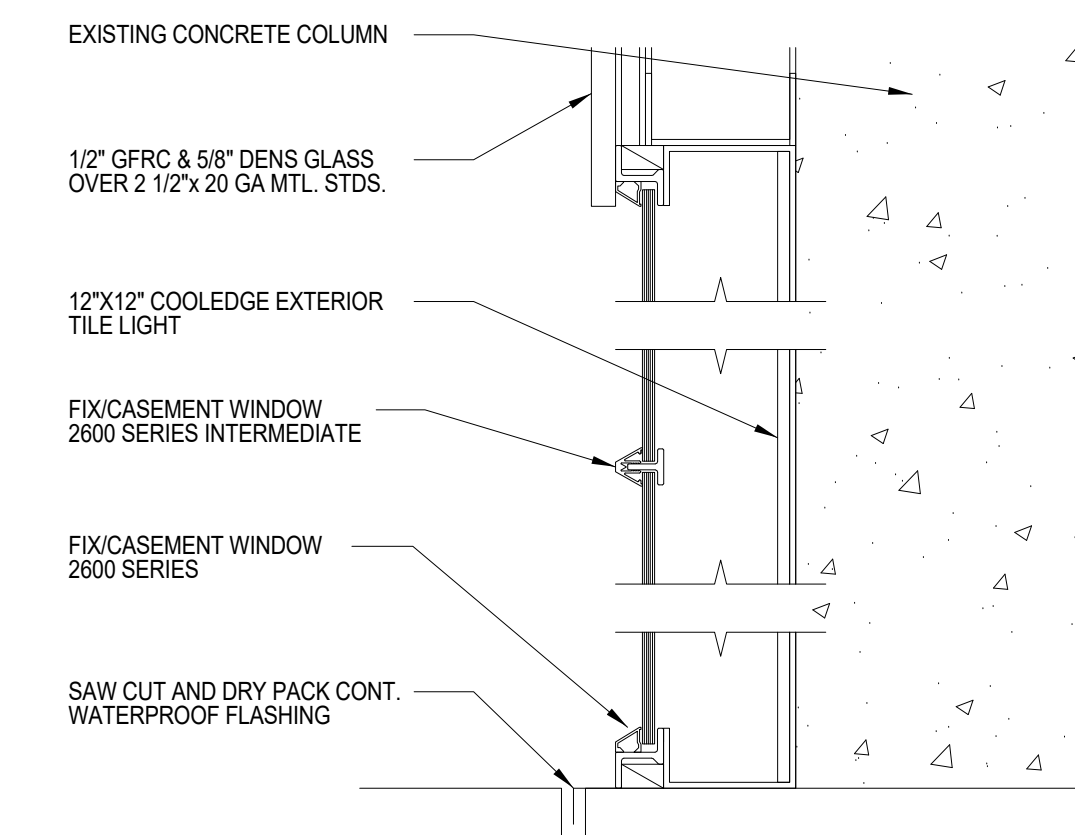 EXISTING CONCRETE COLUMN
1/2" GFRC & 5/8" DENS GLASS
OVER 2 1/2"x 20 GA MTL. STDS.
12"X12" COOLEDGE EXTERIOR
TILE LIGHT
FIX/CASEMENT WINDOW
2600 SERIES INTERMEDIATE
FIX/CASEMENT WINDOW
2600 SERIES
SAW CUT AND DRY PACK CONT.
WATERPROOF FLASHING